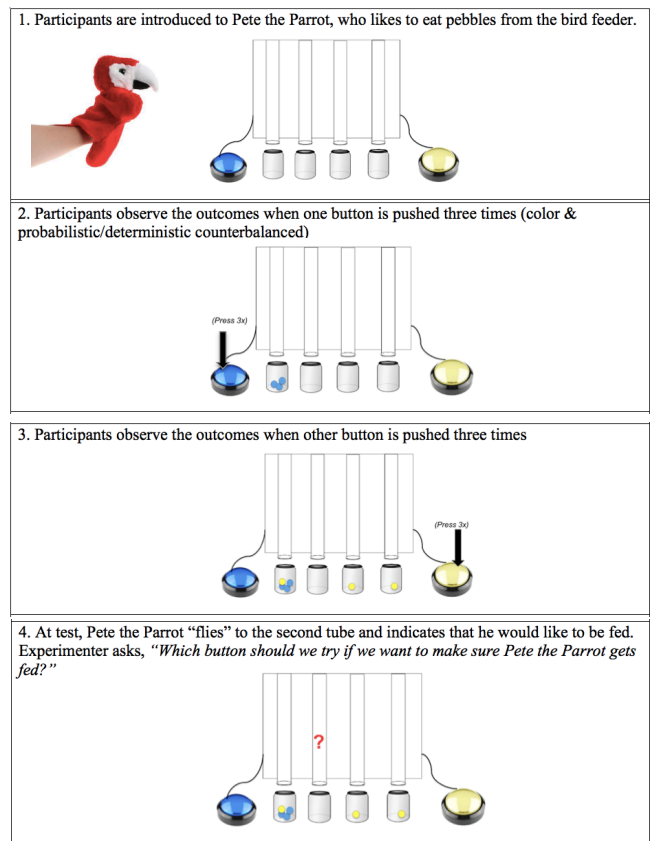 1. Participants are introduced to Pete the Parrot, who likes to eat pebbles from the bird feeder.
2. Participants observe the outcomes when one button is pushed three times (color &
probabilistic/deterministic counterbalanced)
(Press 3x)
3. Participants observe the outcomes when other button is pushed three times
(Press 3x)
4. At test, Pete the Parrot “flies” to the second tube and indicates that he would like to be fed.
Experimenter asks, “Which button should we try if we want to make sure Pete the Parrot gets
fed?”
?